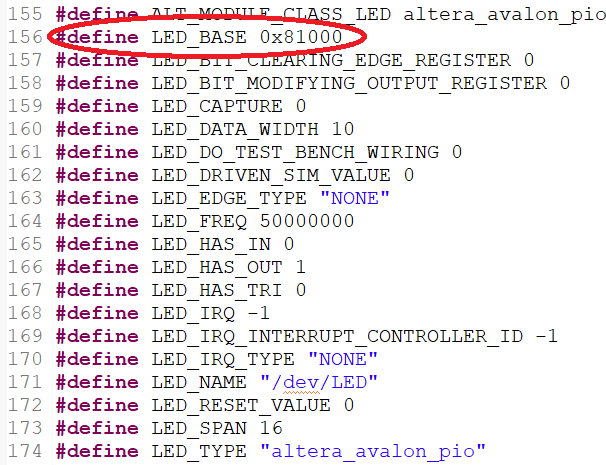 155 #define ALT_MODULE_CLASS_LED altera_avalon_pio
156 #define LED_BASE 0x81000
157 #define LED_BIT_CLEARING_EDGE_REGISTER 0
158 #define LED_BIT_MODIFYING_OUTPUT_REGISTER 0
159 #define LED_CAPTURE 0
160 #define LED_DATA_WIDTH 10
161 #define LED_DO_TEST_BENCH_WIRING 0
162 #define LED_DRIVEN_SIM_VALUE 0
163 #define LED_EDGE_TYPE "NONE"
164 #define LED_FREQ 50000000
165 #define LED_HAS_IN 0
166 #define LED_HAS_OUT 1
167 #define LED_HAS_TRI 0
168 #define LED_IRQ -1
169 #define LED_IRQ_INTERRUPT_CONTROLLER_ID -1
170 #define LED_IRQ_TYPE "NONE"
171 #define LED_NAME "/dev/LED"
172 #define LED_RESET_VALUE 0
173 #define LED_SPAN 16
174 #define LED_TYPE "altera_avalon_pio"